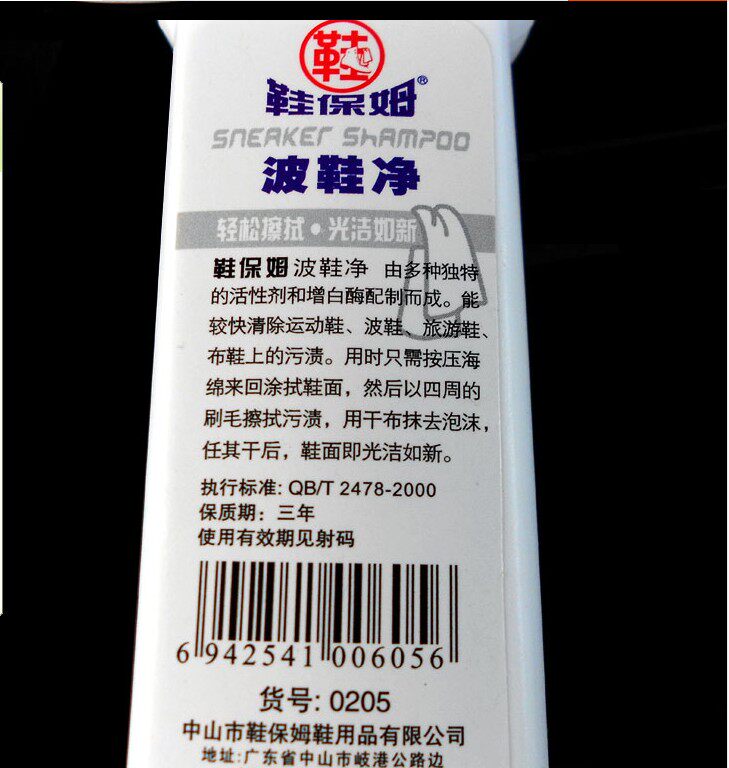 鞋
鞋保姆®
SNEAKER SHAMPOO
波鞋净
轻松擦拭·光洁如新
鞋保姆波鞋净 由多种独特
的活性剂和增白酶配制而成。能
较快清除运动鞋、波鞋、旅游鞋、
布鞋上的污渍。用时只需按压海
绵来回涂拭鞋面，然后以四周的
刷毛擦拭污渍，用干布抹去泡沫，
任其干后，鞋面即光洁如新。
执行标准: QB/T 2478-2000
保质期：三年
使用有效期见射码
6 942541 006056
货号: 0205
中山市鞋保姆鞋用品有限公司
地址:广东省中山市岐港公路边